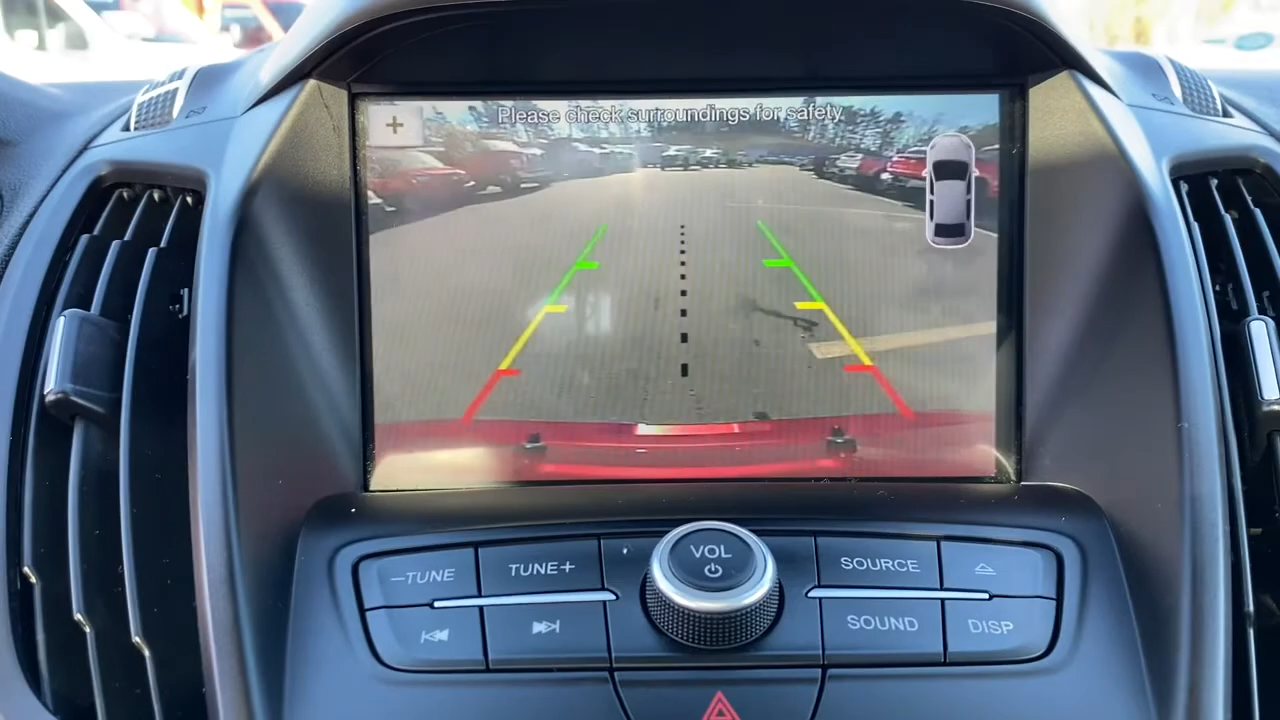 Please check surroundings for safety
+
VOL
–TUNE
TUNE+
SOURCE
SOUND
DISP